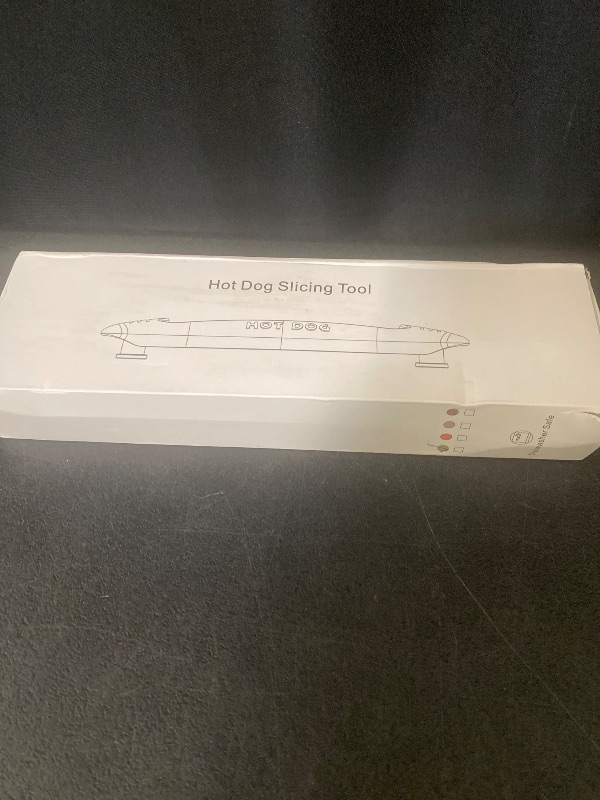 Hot Dog Slicing Tool
HOT DOG
Dishwasher Safe